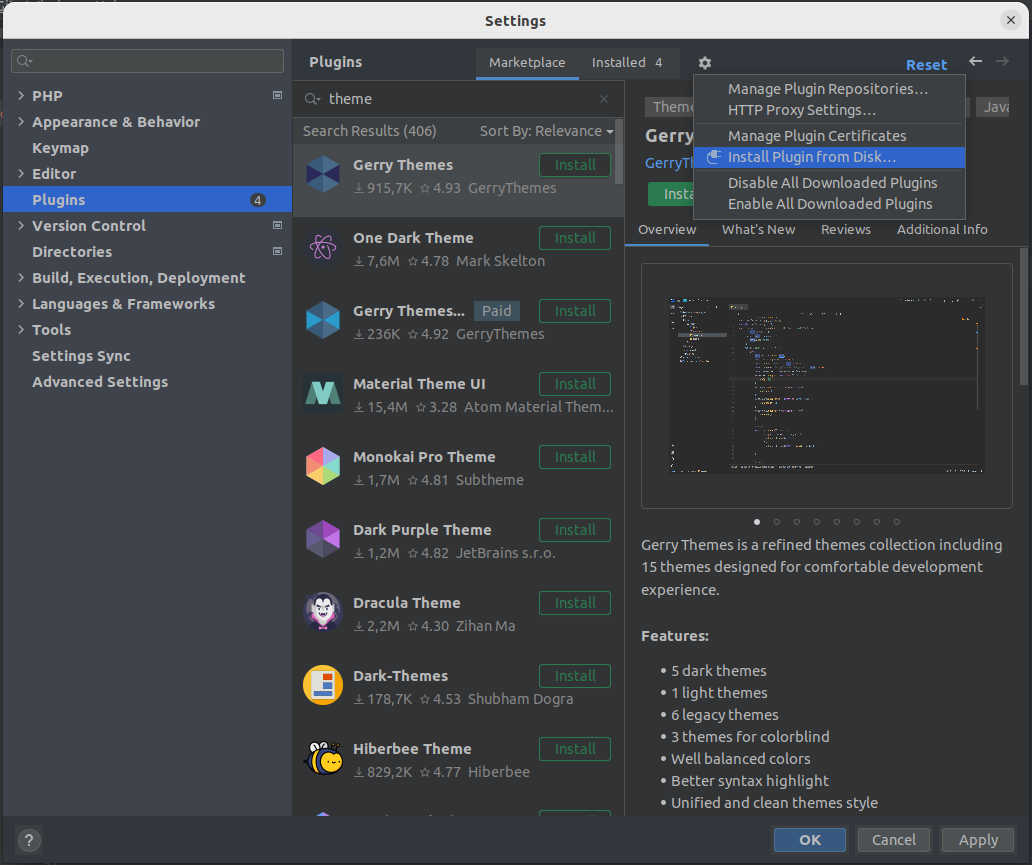 Settings
PHP
Appearance & Behavior
Keymap
Editor
Plugins 4
Version Control
Directories
Build, Execution, Deployment
Languages & Frameworks
Tools
Settings Sync
Advanced Settings
Plugins Marketplace Installed 4 Reset
theme
Search Results (406) Sort By: Relevance
Gerry Themes Install
915,7K 4.93 GerryThemes
One Dark Theme Install
7,6M 4.78 Mark Skelton
Gerry Themes... Paid Install
236K 4.92 GerryThemes
Material Theme UI Install
15,4M 3.28 Atom Material Them...
Monokai Pro Theme Install
1,7M 4.81 Subtheme
Dark Purple Theme Install
1,2M 4.82 JetBrains s.r.o.
Dracula Theme Install
2,2M 4.30 Zihan Ma
Dark-Themes Install
178,7K 4.53 Shubham Dogra
Hiberbee Theme Install
829,2K 4.77 Hiberbee
Manage Plugin Repositories...
HTTP Proxy Settings...
Manage Plugin Certificates
Install Plugin from Disk...
Disable All Downloaded Plugins
Enable All Downloaded Plugins
Theme Java
Gerry
GerryTh
Insta
Overview What's New Reviews Additional Info
Gerry Themes is a refined themes collection including
15 themes designed for comfortable development
experience.
Features:
• 5 dark themes
• 1 light themes
• 6 legacy themes
• 3 themes for colorblind
• Well balanced colors
• Better syntax highlight
• Unified and clean themes style
? OK Cancel Apply